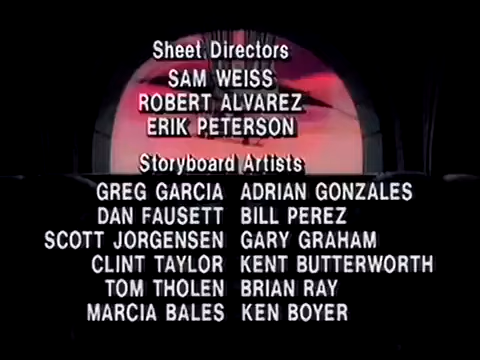 Sheet Directors
SAM WEISS
ROBERT ALVAREZ
ERIK PETERSON
Storyboard Artists
GREG GARCIA ADRIAN GONZALES
DAN FAUSETT BILL PEREZ
SCOTT JORGENSEN GARY GRAHAM
CLINT TAYLOR KENT BUTTERWORTH
TOM THOLEN BRIAN RAY
MARCIA BALES KEN BOYER